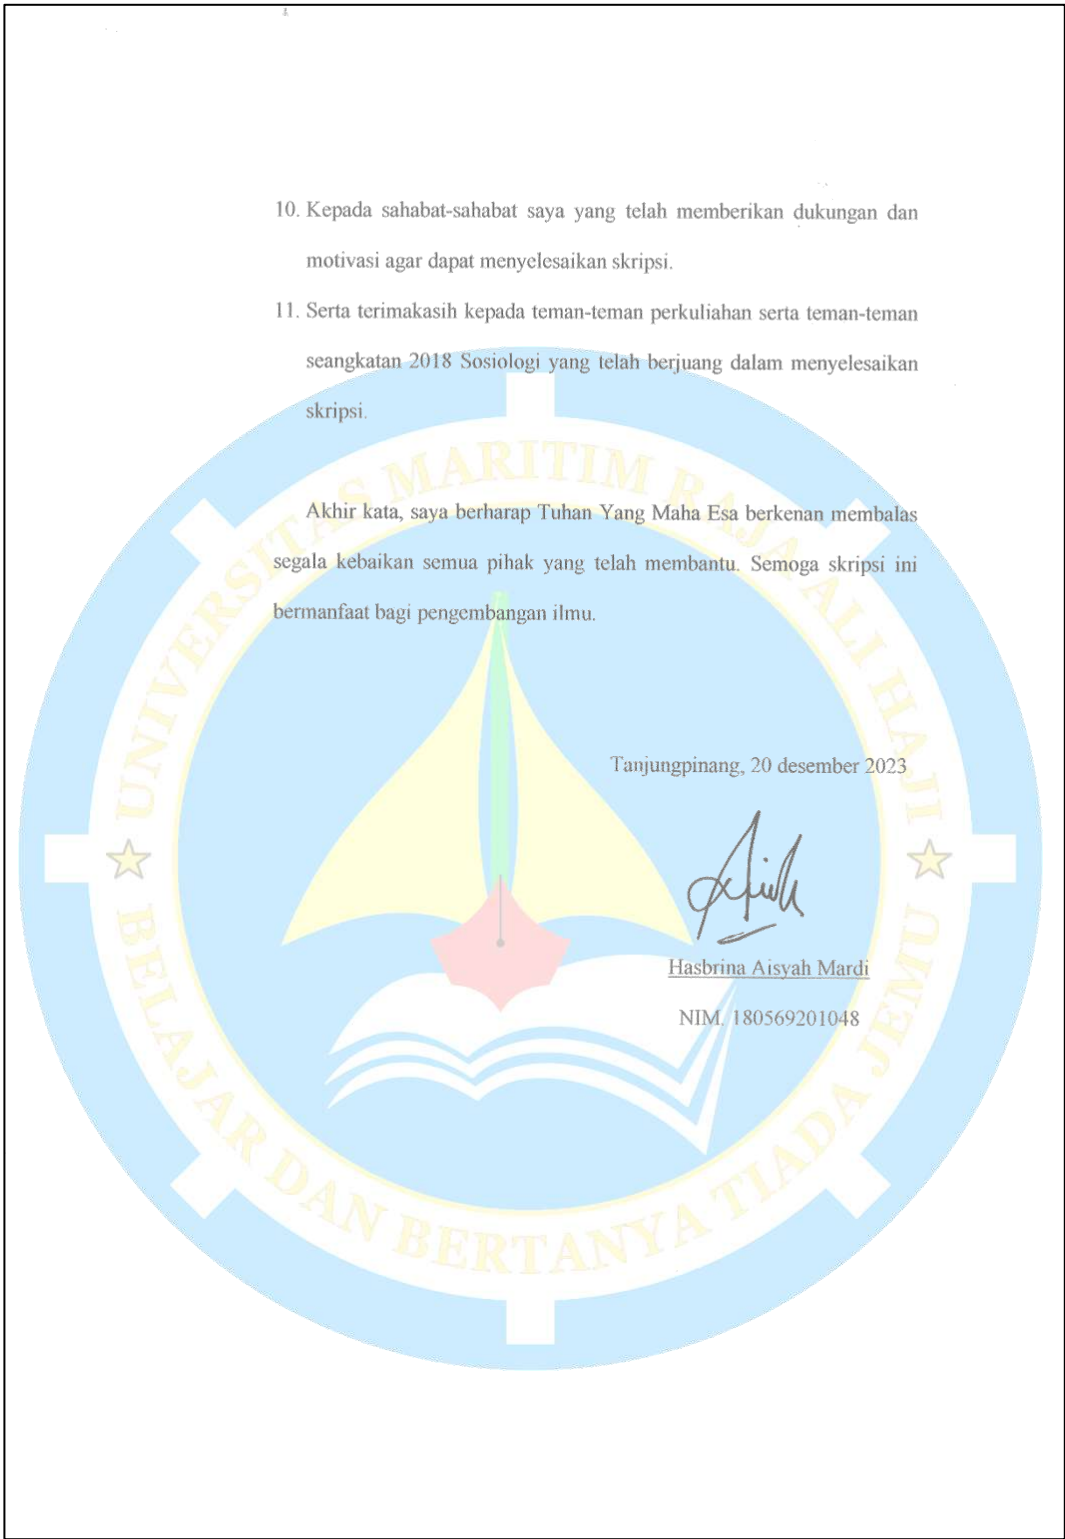 10. Kepada sahabat-sahabat saya yang telah memberikan dukungan dan
motivasi agar dapat menyelesaikan skripsi.
11. Serta terimakasih kepada teman-teman perkuliahan serta teman-teman
seangkatan 2018 Sosiologi yang telah berjuang dalam menyelesaikan
skripsi.
Akhir kata, saya berharap Tuhan Yang Maha Esa berkenan membalas
segala kebaikan semua pihak yang telah membantu. Semoga skripsi ini
bermanfaat bagi pengembangan ilmu.
Tanjungpinang, 20 desember 2023
Hasbrina Aisyah Mardi
NIM. 180569201048
UNIVERSITAS MARITIM RAJA ALI HAJI
BELAJAR DAN BERTANYA TIADA JEMU